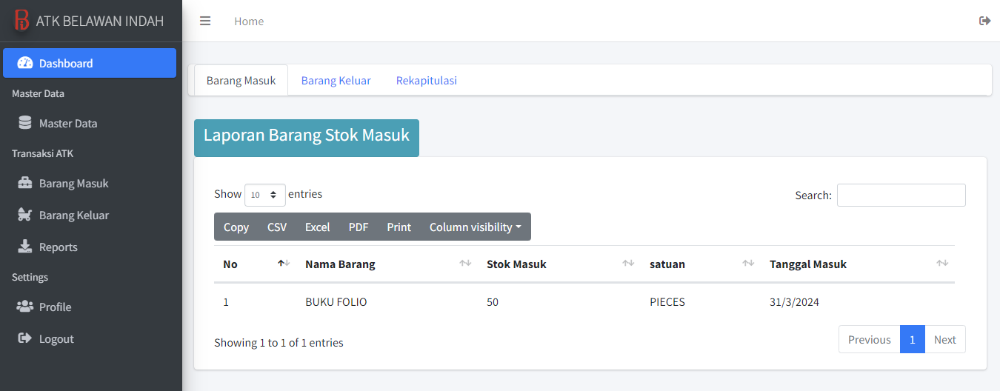 ATK BELAWAN INDAH
Home
Dashboard
Master Data
Master Data
Transaksi ATK
Barang Masuk
Barang Keluar
Reports
Settings
Profile
Logout
Barang Masuk Barang Keluar Rekapitulasi
Laporan Barang Stok Masuk
Show 10 entries Search:
Copy CSV Excel PDF Print Column visibility
No Nama Barang Stok Masuk satuan Tanggal Masuk
1 BUKU FOLIO 50 PIECES 31/3/2024
Showing 1 to 1 of 1 entries Previous 1 Next